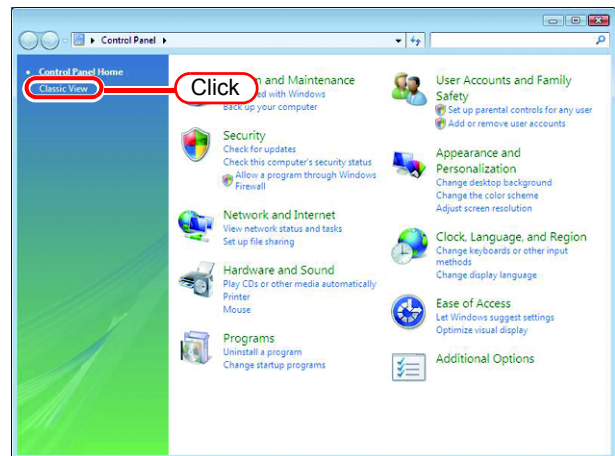 Control Panel
Control Panel Home
Classic View
Click
and Maintenance
with Windows
Back up your computer
Security
Check for updates
Check this computer's security status
Allow a program through Windows
Firewall
Network and Internet
View network status and tasks
Set up file sharing
Hardware and Sound
Play CDs or other media automatically
Printer
Mouse
Programs
Uninstall a program
Change startup programs
User Accounts and Family
Safety
Set up parental controls for any user
Add or remove user accounts
Appearance and
Personalization
Change desktop background
Change the color scheme
Adjust screen resolution
Clock, Language, and Region
Change keyboards or other input
methods
Change display language
Ease of Access
Let Windows suggest settings
Optimize visual display
Additional Options